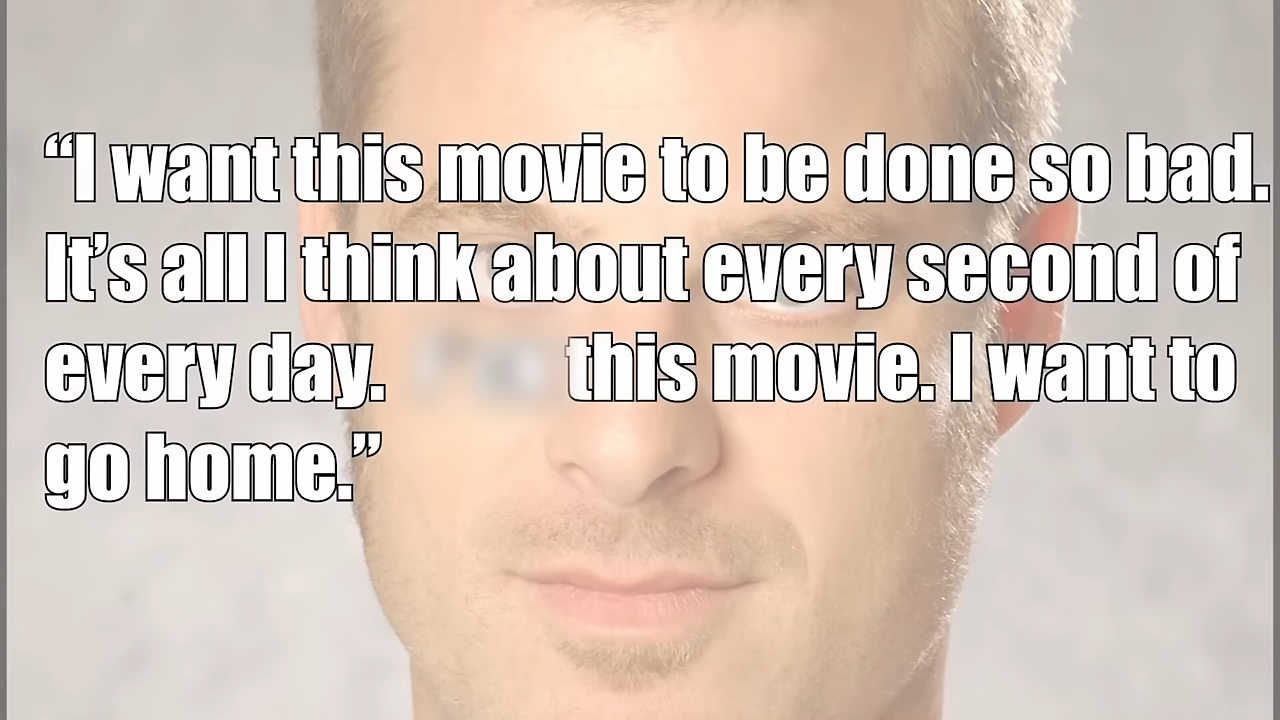 “I want this movie to be done so bad.
It’s all I think about every second of
every day. this movie. I want to
go home.”